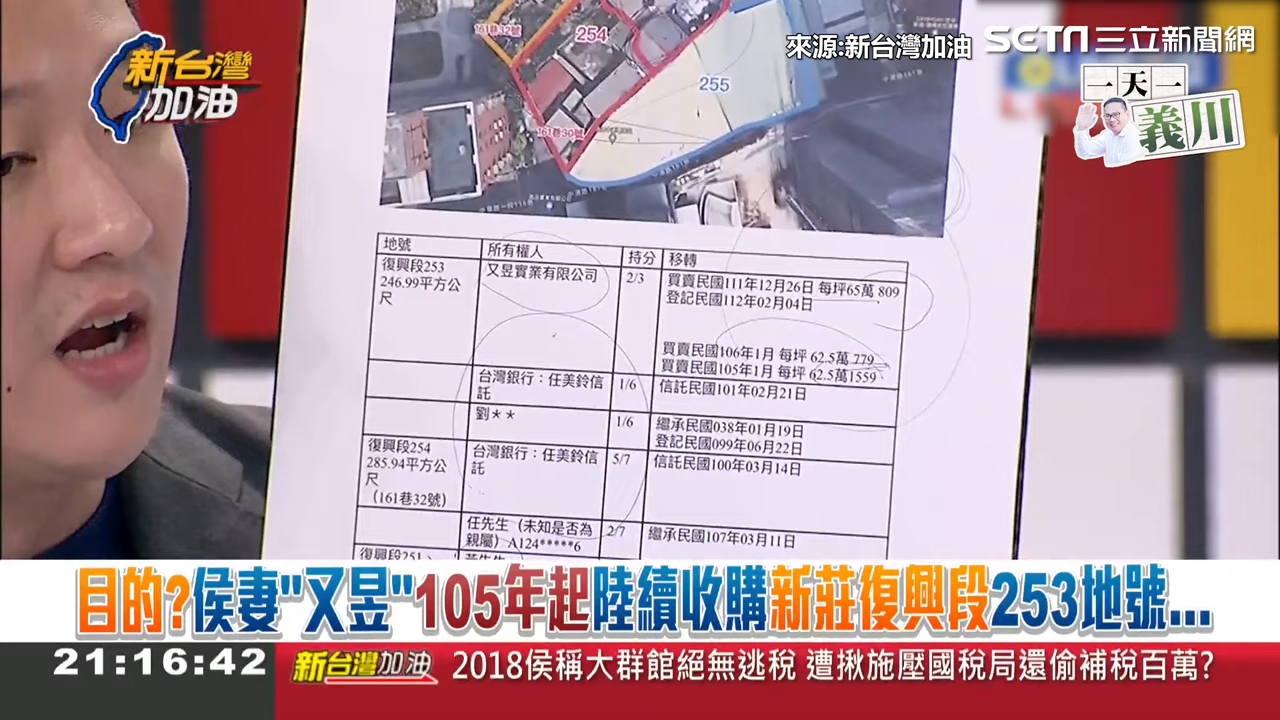 新台灣加油
來源:新台灣加油
SETN三立新聞網
一天一
義川
161巷32號
254
255
161巷30號
地號 所有權人 持分 移轉
復興段253
246.99平方公
尺
又昱實業有限公司
2/3
買賣民國111年12月26日 每坪65萬 809
登記民國112年02月04日
買賣民國106年1月 每坪 62.5萬 779
買賣民國105年1月 每坪 62.5萬1559
台灣銀行：任美鈴信
託
1/6
信託民國101年02月21日
劉＊＊
1/6
繼承民國038年01月19日
登記民國099年06月22日
復興段254
285.94平方公
尺
（161巷32號）
台灣銀行：任美鈴信
託
5/7
信託民國100年03月14日
任先生（未知是否為
親屬）A124*****6
2/7
繼承民國107年03月11日
復興段251、
目的?侯妻"又昱"105年起陸續收購新莊復興段253地號...
21:16:42
新台灣加油
2018侯稱大群館絕無逃稅 遭揪施壓國稅局還偷補稅百萬?